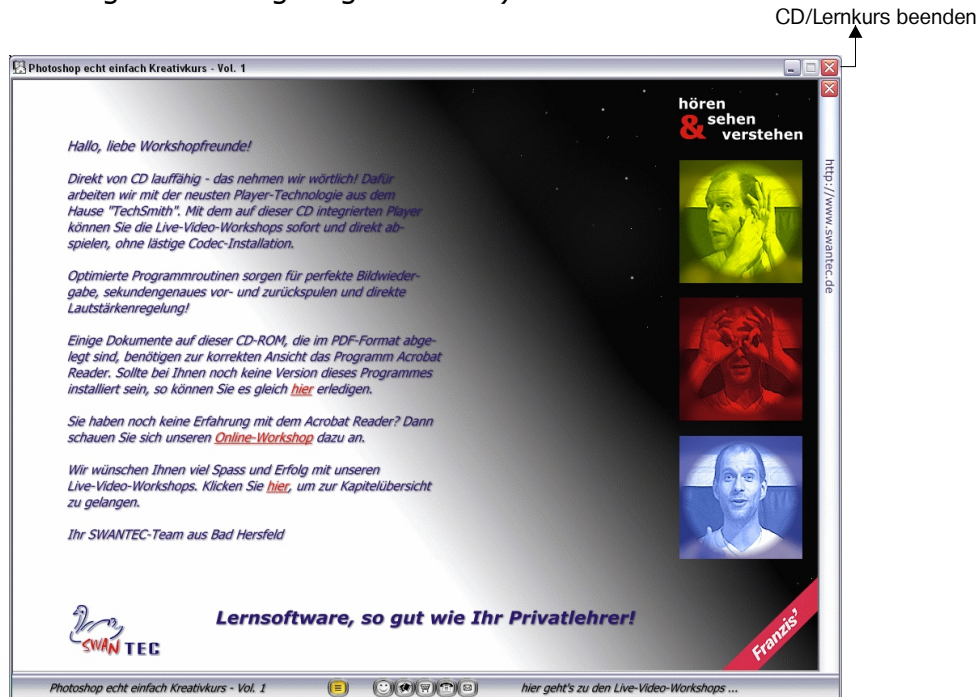 CD/Lernkurs beenden
Photoshop echt einfach Kreativkurs - Vol. 1
hören
& sehen
verstehen
http://www.swantec.de
Hallo, liebe Workshopfreunde!
Direkt von CD lauffähig - das nehmen wir wörtlich! Dafür
arbeiten wir mit der neusten Player-Technologie aus dem
Hause "TechSmith". Mit dem auf dieser CD integrierten Player
können Sie die Live-Video-Workshops sofort und direkt ab-
spielen, ohne lästige Codec-Installation.
Optimierte Programmroutinen sorgen für perfekte Bildwieder-
gabe, sekundengenaues vor- und zurückspulen und direkte
Lautstärkenregelung!
Einige Dokumente auf dieser CD-ROM, die im PDF-Format abge-
legt sind, benötigen zur korrekten Ansicht das Programm Acrobat
Reader. Sollte bei Ihnen noch keine Version dieses Programmes
installiert sein, so können Sie es gleich hier erledigen.
Sie haben noch keine Erfahrung mit dem Acrobat Reader? Dann
schauen Sie sich unseren Online-Workshop dazu an.
Wir wünschen Ihnen viel Spass und Erfolg mit unseren
Live-Video-Workshops. Klicken Sie hier, um zur Kapitelübersicht
zu gelangen.
Ihr SWANTEC-Team aus Bad Hersfeld
SWANTEC
Lernsoftware, so gut wie Ihr Privatlehrer!
Franzis'
Photoshop echt einfach Kreativkurs - Vol. 1
hier geht's zu den Live-Video-Workshops ...